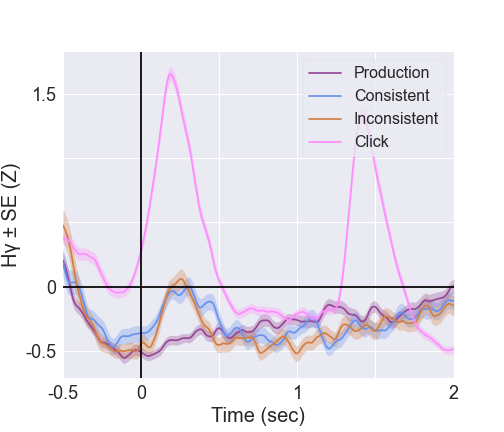 Production
Consistent
Inconsistent
Click
Hγ ± SE (Z)
1.5
0
-0.5
-0.5
0
1
2
Time (sec)